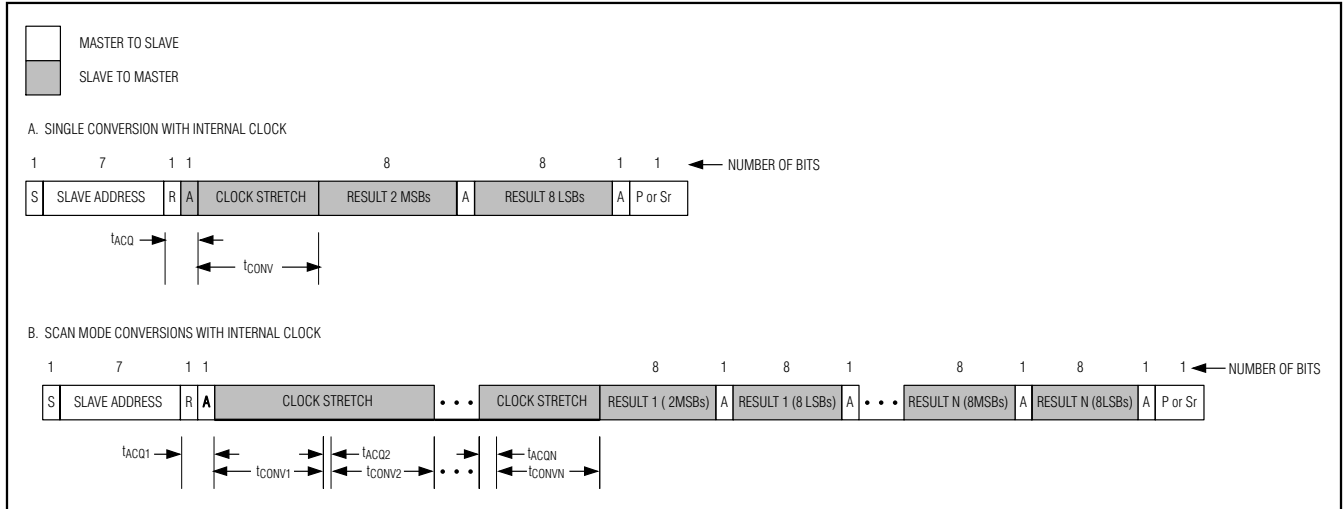 MASTER TO SLAVE
SLAVE TO MASTER
A. SINGLE CONVERSION WITH INTERNAL CLOCK
1 7 1 1 8 8 1 1 NUMBER OF BITS
S SLAVE ADDRESS R A CLOCK STRETCH RESULT 2 MSBs A RESULT 8 LSBs A P or Sr
tACQ
tCONV
B. SCAN MODE CONVERSIONS WITH INTERNAL CLOCK
1 7 1 1 8 1 8 1 8 1 8 1 1 NUMBER OF BITS
S SLAVE ADDRESS R A CLOCK STRETCH • • • CLOCK STRETCH RESULT 1 ( 2MSBs) A RESULT 1 (8 LSBs) A • • • RESULT N (8MSBs) A RESULT N (8LSBs) A P or Sr
tACQ1 tACQ2 tACQN
tCONV1 tCONV2 • • • tCONVN